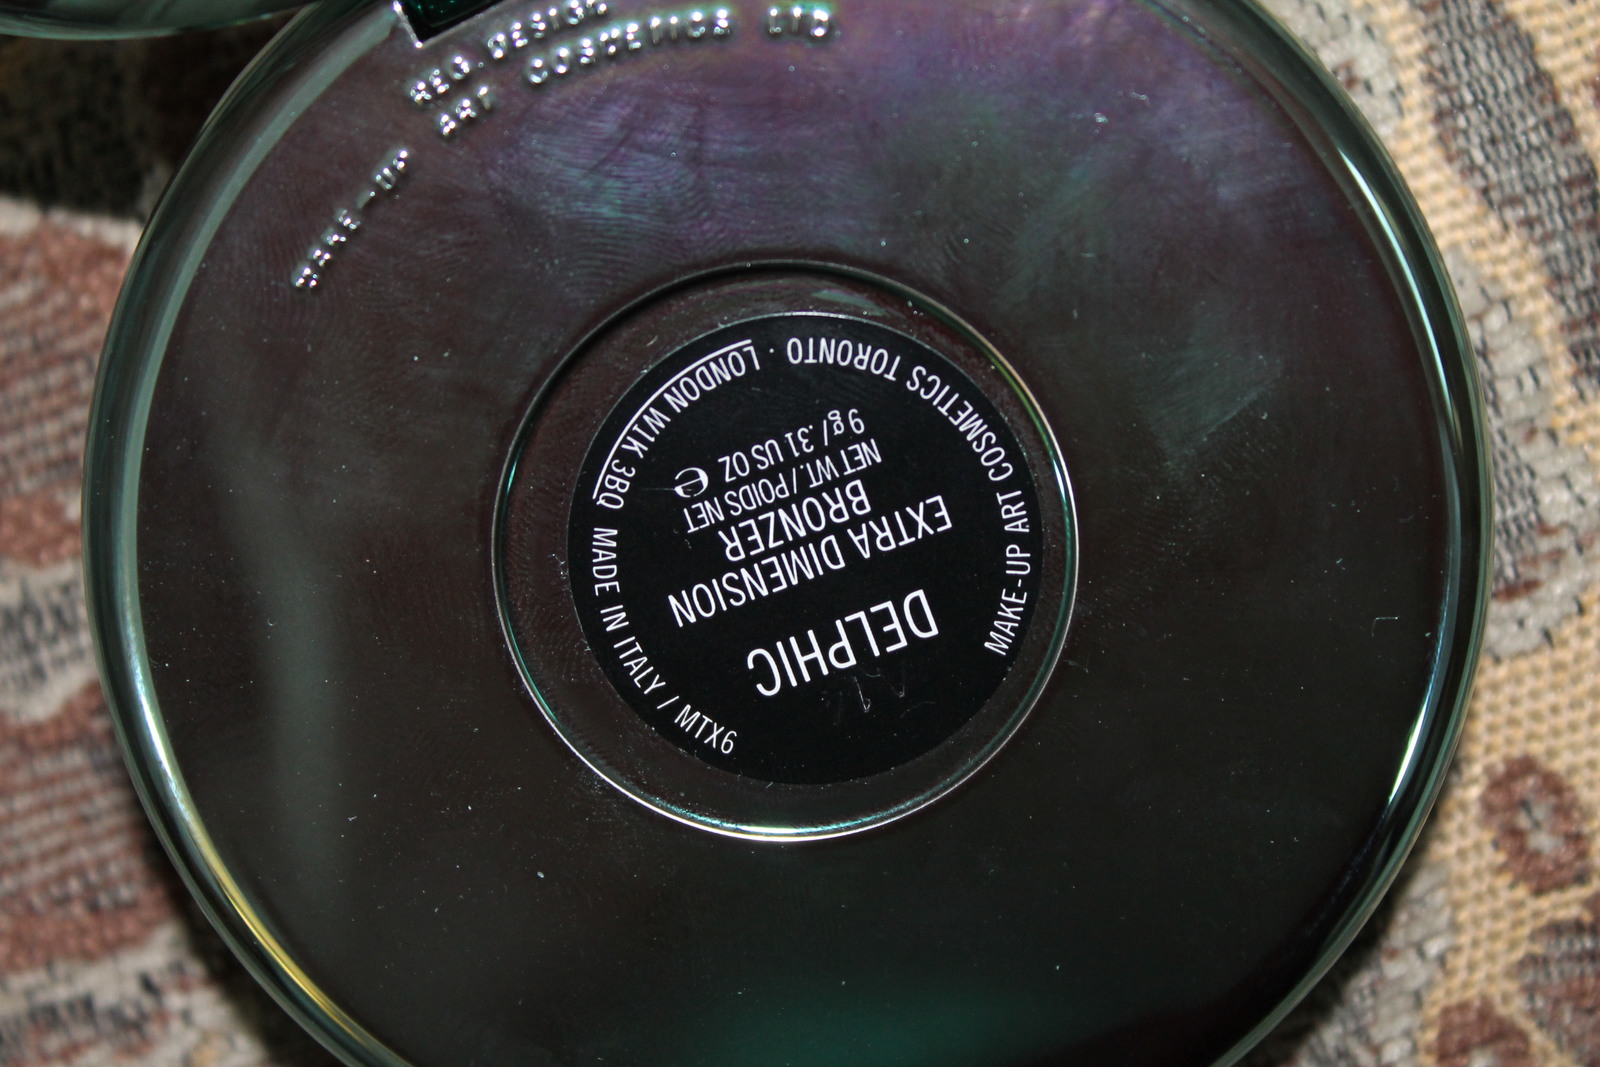 REG. DESIGN
MAKE-UP ART COSMETICS LTD.
MAKE-UP ART COSMETICS TORONTO · LONDON W1K 3BQ MADE IN ITALY / MTX6
DELPHIC
EXTRA DIMENSION
BRONZER
NET WT. / POIDS NET
9 g / .31 US OZ e